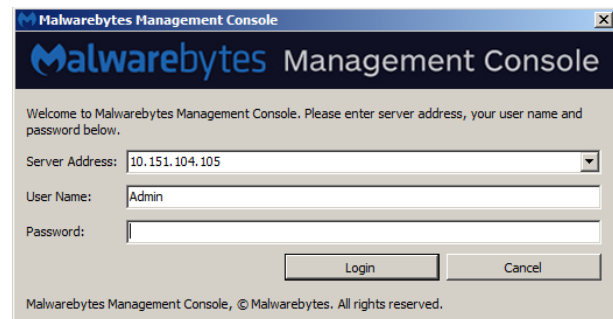 Malwarebytes Management Console
Malwarebytes Management Console
Welcome to Malwarebytes Management Console. Please enter server address, your user name and
password below.
Server Address: 10.151.104.105
User Name: Admin
Password:
Login Cancel
Malwarebytes Management Console, © Malwarebytes. All rights reserved.